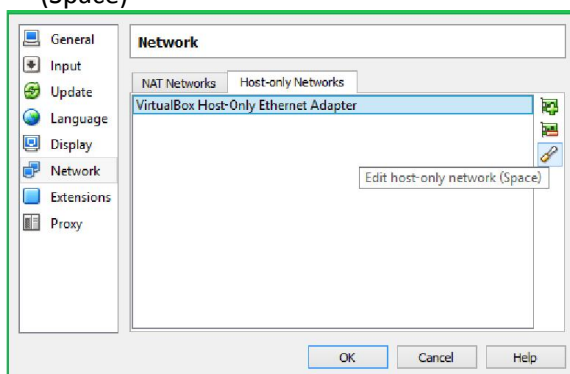 (Space)
General
Input
Update
Language
Display
Network
Extensions
Proxy
Network
NAT Networks
Host-only Networks
VirtualBox Host-Only Ethernet Adapter
Edit host-only network (Space)
OK
Cancel
Help